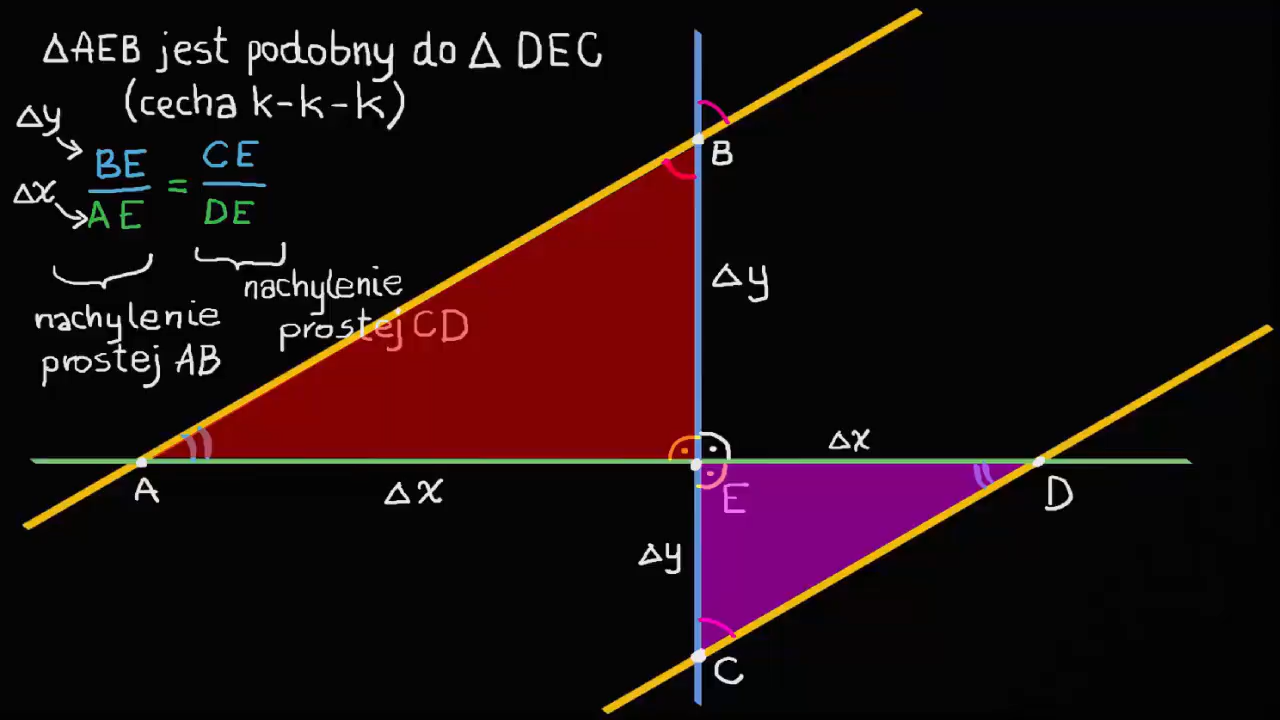 ΔAEB jest podobny do Δ DEC
(cecha k-k-k)
Δy
BE = CE
Δx
AE DE
nachylenie
prostej AB
nachylenie
prostej CD
B
Δy
Δx
A
Δx
E
D
Δy
C